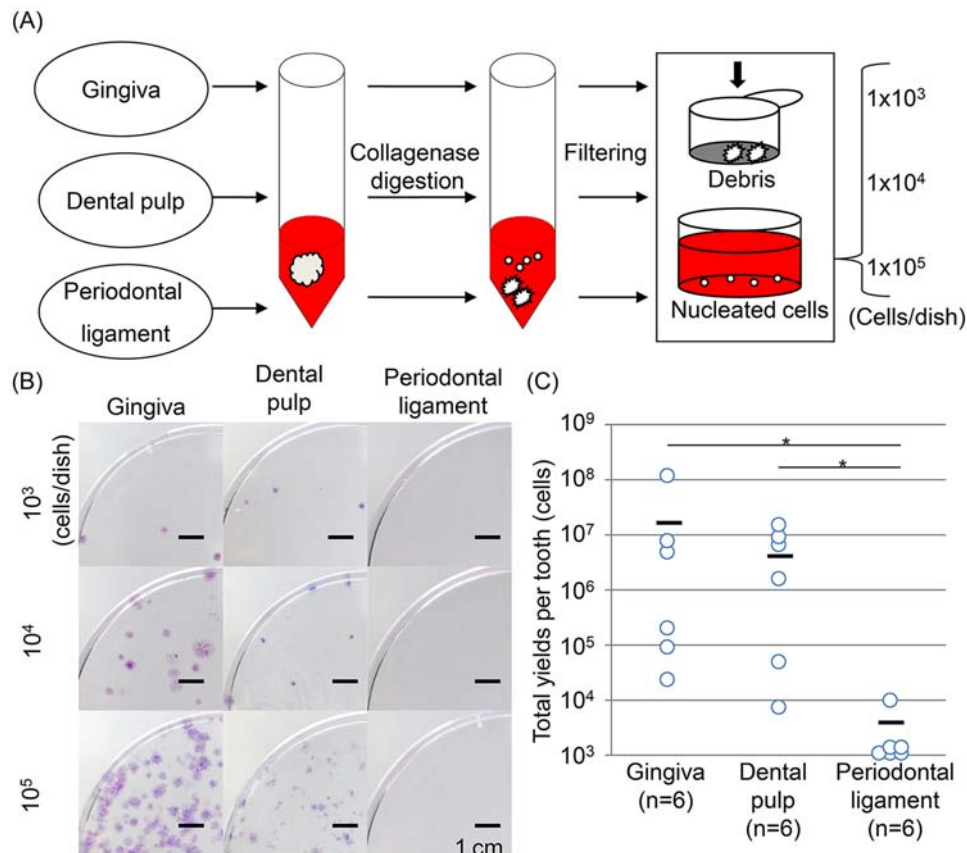 (A)
Gingiva
Dental pulp
Periodontal
ligament
Collagenase
digestion
Filtering
Debris
Nucleated cells
1x10³
1x10⁴
1x10⁵
(Cells/dish)
(B)
Gingiva
Dental
pulp
Periodontal
ligament
10³
(cells/dish)
10⁴
10⁵
1 cm
(C)
Total yields per tooth (cells)
10⁹
10⁸
10⁷
10⁶
10⁵
10⁴
10³
*
*
Gingiva
(n=6)
Dental
pulp
(n=6)
Periodontal
ligament
(n=6)